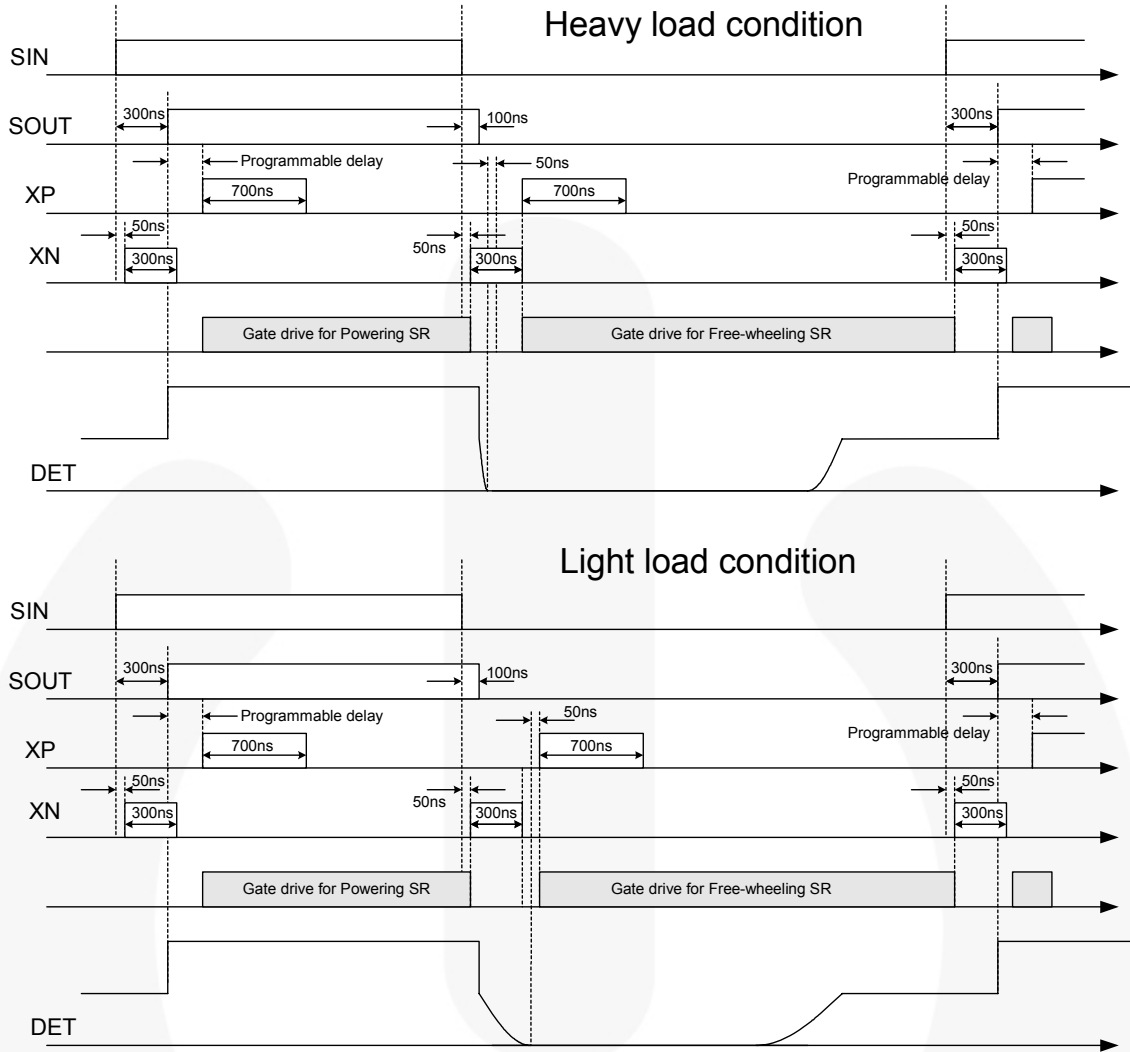 Heavy load condition
SIN
300ns
100ns
300ns
SOUT
Programmable delay
50ns
Programmable delay
XP
700ns
700ns
50ns
50ns
50ns
XN
300ns
300ns
300ns
Gate drive for Powering SR
Gate drive for Free-wheeling SR
DET
Light load condition
SIN
300ns
100ns
300ns
SOUT
Programmable delay
50ns
Programmable delay
XP
700ns
700ns
50ns
50ns
50ns
XN
300ns
300ns
300ns
Gate drive for Powering SR
Gate drive for Free-wheeling SR
DET